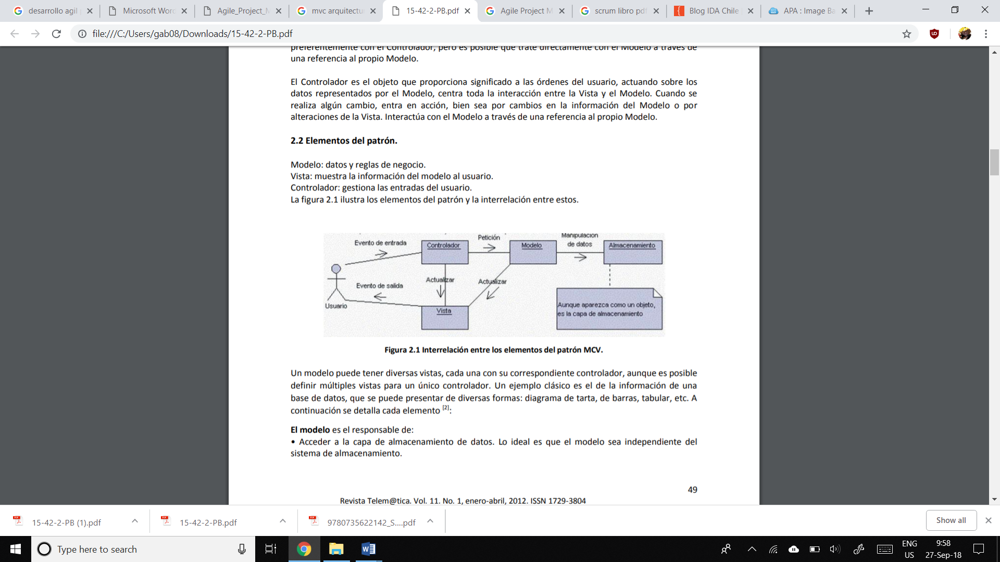 desarrollo agil
Microsoft Word
Agile_Project_M
mvc arquitectur
15-42-2-PB.pdf
Agile Project M
scrum libro pdf
Blog IDA Chile
APA : Image Ba
file:///C:/Users/gab08/Downloads/15-42-2-PB.pdf
preferentemente con el Controlador, pero es posible que trate directamente con el Modelo a través de
una referencia al propio Modelo.
El Controlador es el objeto que proporciona significado a las órdenes del usuario, actuando sobre los
datos representados por el Modelo, centra toda la interacción entre la Vista y el Modelo. Cuando se
realiza algún cambio, entra en acción, bien sea por cambios en la información del Modelo o por
alteraciones de la Vista. Interactúa con el Modelo a través de una referencia al propio Modelo.
2.2 Elementos del patrón.
Modelo: datos y reglas de negocio.
Vista: muestra la información del modelo al usuario.
Controlador: gestiona las entradas del usuario.
La figura 2.1 ilustra los elementos del patrón y la interrelación entre estos.
Evento de entrada
Controlador
Petición
Modelo
Manipulación
de datos
Almacenamiento
Actualizar
Actualizar
Evento de salida
Usuario
Vista
Aunque aparezca como un objeto,
es la capa de almacenamiento
Figura 2.1 Interrelación entre los elementos del patrón MCV.
Un modelo puede tener diversas vistas, cada una con su correspondiente controlador, aunque es posible
definir múltiples vistas para un único controlador. Un ejemplo clásico es el de la información de una
base de datos, que se puede presentar de diversas formas: diagrama de tarta, de barras, tabular, etc. A
continuación se detalla cada elemento [2]:
El modelo es el responsable de:
• Acceder a la capa de almacenamiento de datos. Lo ideal es que el modelo sea independiente del
sistema de almacenamiento.
49
Revista Telem@tica. Vol. 11. No. 1, enero-abril, 2012. ISSN 1729-3804
15-42-2-PB (1).pdf
15-42-2-PB.pdf
9780735622142_S....pdf
Show all
Type here to search
ENG
US
9:58
27-Sep-18